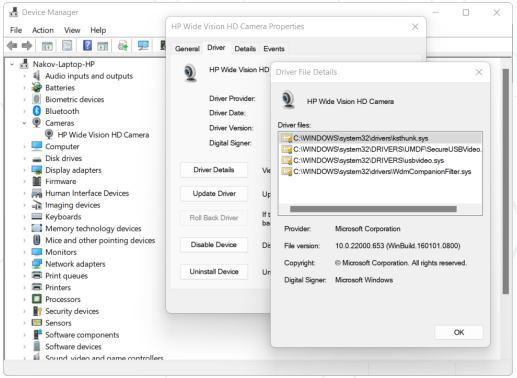 Device Manager
File Action View Help
Nakov-Laptop-HP
Audio inputs and outputs
Batteries
Biometric devices
Bluetooth
Cameras
HP Wide Vision HD Camera
Computer
Disk drives
Display adapters
Firmware
Human Interface Devices
Imaging devices
Keyboards
Memory technology devices
Mice and other pointing devices
Monitors
Network adapters
Print queues
Printers
Processors
Security devices
Sensors
Software components
Software devices
Sound, video and game controllers
HP Wide Vision HD Camera Properties
General Driver Details Events
HP Wide Vision HD
Driver Provider:
Driver Date:
Driver Version:
Digital Signer:
Driver Details
Update Driver
Roll Back Driver
Disable Device
Uninstall Device
Driver File Details
HP Wide Vision HD Camera
Driver files:
C:\WINDOWS\system32\drivers\ksthunk.sys
C:\WINDOWS\system32\DRIVERS\UMDF\SecureUSBVideo.
C:\WINDOWS\system32\DRIVERS\usbvideo.sys
C:\WINDOWS\system32\drivers\WdmCompanionFilter.sys
Provider: Microsoft Corporation
File version: 10.0.22000.653 (WinBuild.160101.0800)
Copyright: © Microsoft Corporation. All rights reserved.
Digital Signer: Microsoft Windows
OK